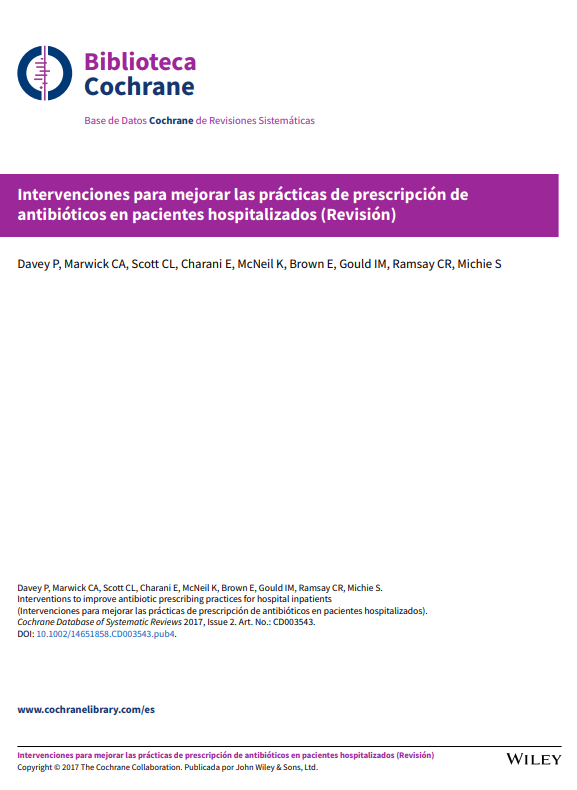 Biblioteca
Cochrane
Base de Datos Cochrane de Revisiones Sistemáticas
Intervenciones para mejorar las prácticas de prescripción de
antibióticos en pacientes hospitalizados (Revisión)
Davey P, Marwick CA, Scott CL, Charani E, McNeil K, Brown E, Gould IM, Ramsay CR, Michie S
Davey P, Marwick CA, Scott CL, Charani E, McNeil K, Brown E, Gould IM, Ramsay CR, Michie S.
Interventions to improve antibiotic prescribing practices for hospital inpatients
(Intervenciones para mejorar las prácticas de prescripción de antibióticos en pacientes hospitalizados).
Cochrane Database of Systematic Reviews 2017, Issue 2. Art. No.: CD003543.
DOI: 10.1002/14651858.CD003543.pub4.
www.cochranelibrary.com/es
Intervenciones para mejorar las prácticas de prescripción de antibióticos en pacientes hospitalizados (Revisión)
Copyright © 2017 The Cochrane Collaboration. Publicada por John Wiley & Sons, Ltd.
WILEY